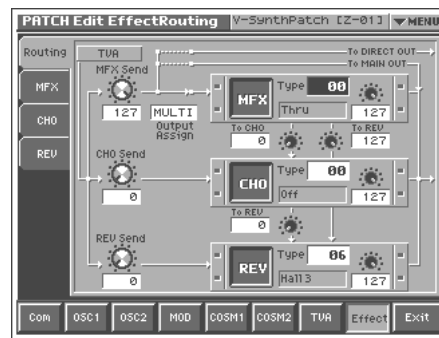 PATCH Edit EffectRouting V-SynthPatch [Z-01] ▼MENU
Routing TVA To DIRECT OUT
MFX Send To MAIN OUT
MFX MFX Type 00
127 MULTI Thru 127
Output Assign To CHO To REV
CHO 0 127
REV CHO Send CHO Type 00
0 Off 127
To REV
0
REV Send REV Type 06
0 Hall3 127
Com OSC1 OSC2 MOD COSM1 COSM2 TVA Effect Exit